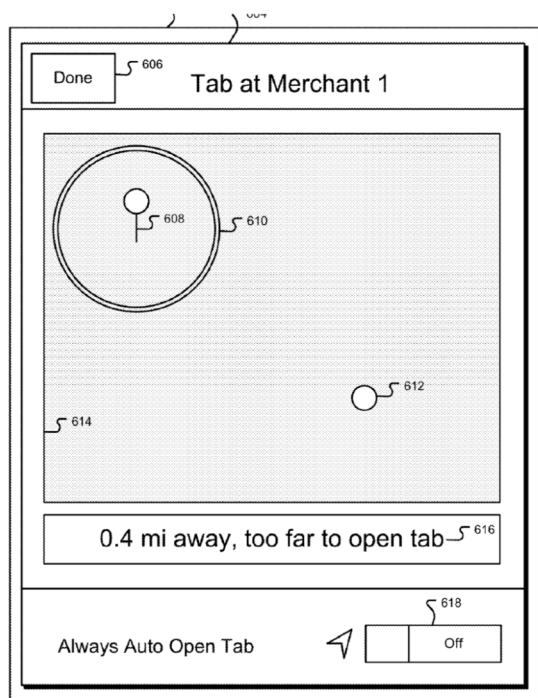 Done
606
Tab at Merchant 1
608
610
612
614
0.4 mi away, too far to open tab
616
618
Always Auto Open Tab
Off